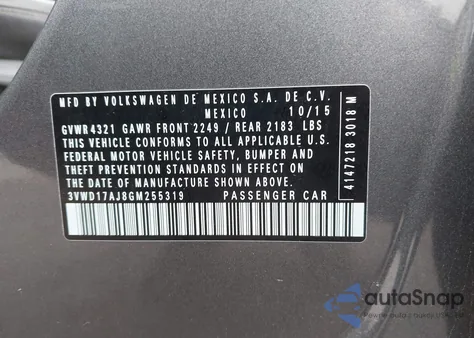 MFD BY VOLKSWAGEN DE MEXICO S.A. DE C.V.
MEXICO 10/15
GVWR 4321 GAWR FRONT 2249 / REAR 2183 LBS
THIS VEHICLE CONFORMS TO ALL APPLICABLE U.S.
FEDERAL MOTOR VEHICLE SAFETY, BUMPER AND
THEFT PREVENTION STANDARDS IN EFFECT ON THE
DATE OF MANUFACTURE SHOWN ABOVE.
3VWD17AJ8GM255319 PASSENGER CAR
4147218 3018 M
autoSnap